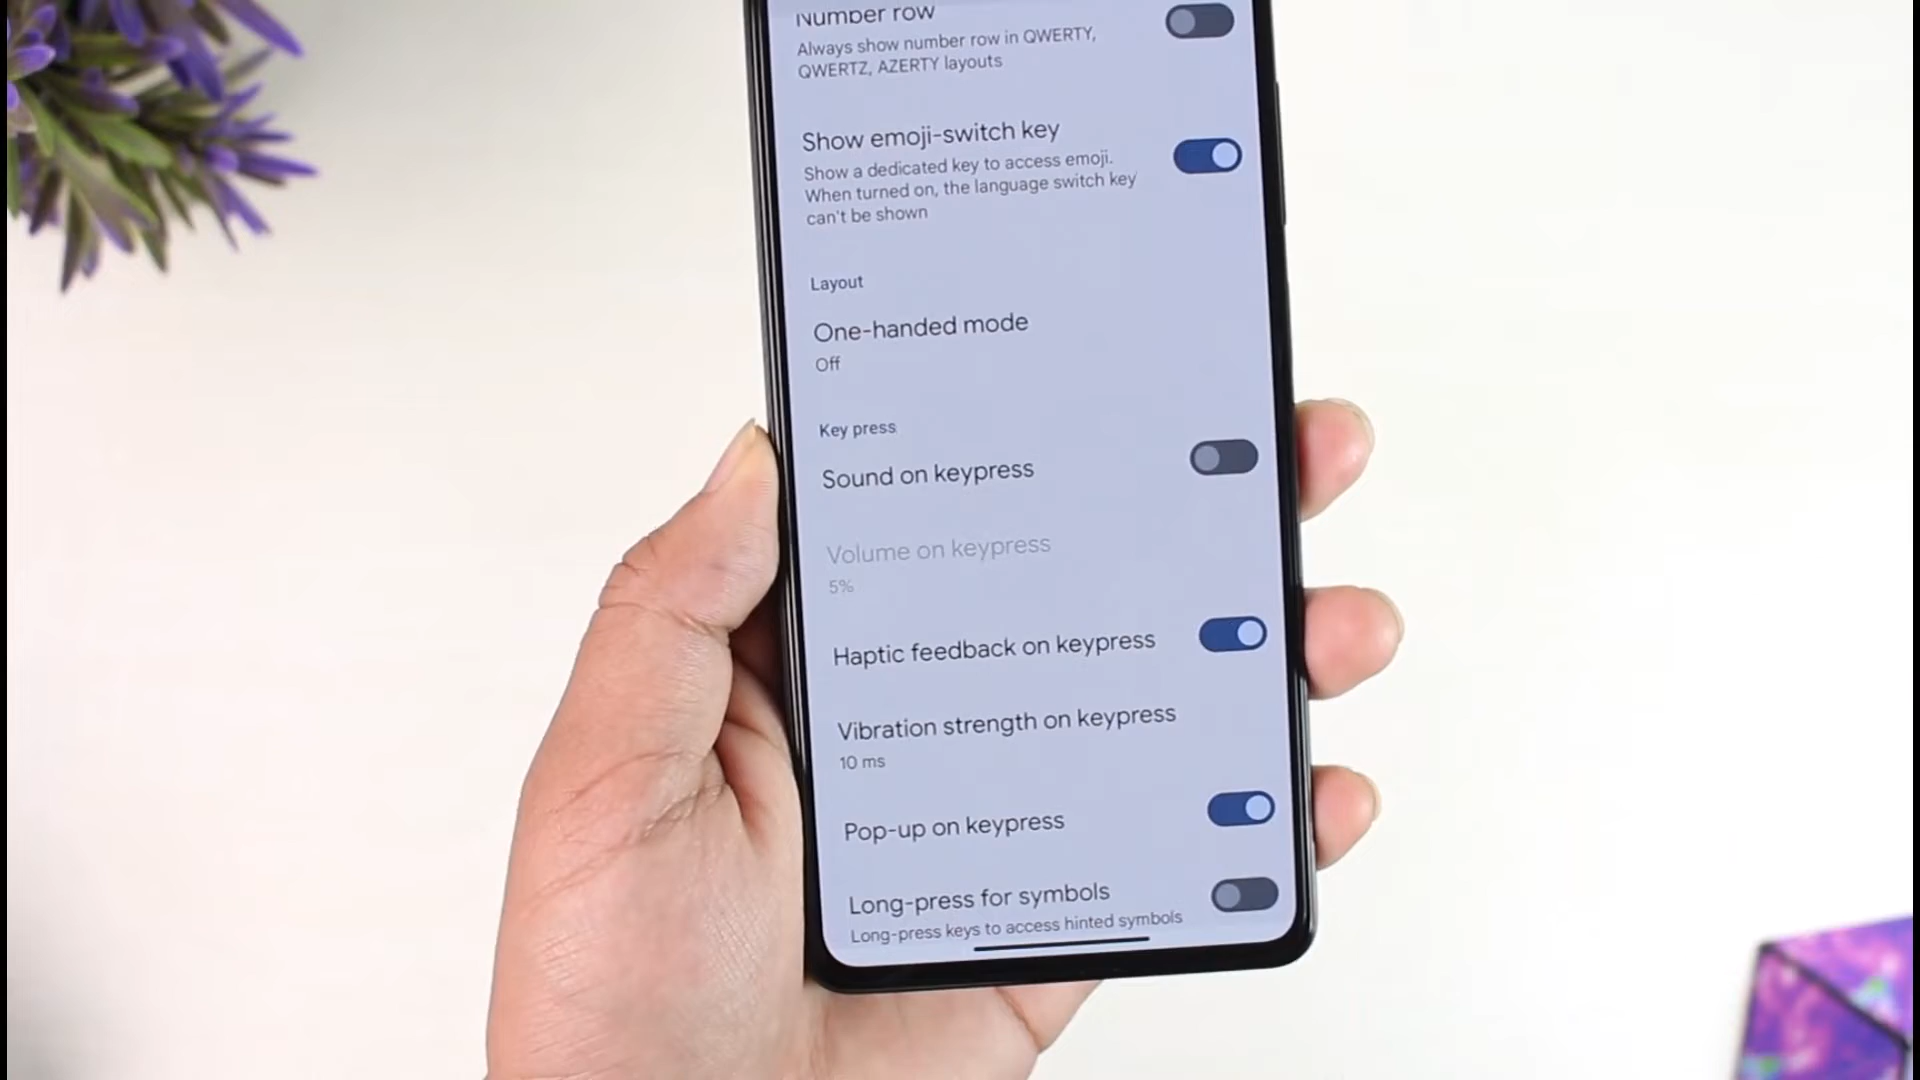 Number row
Always show number row in QWERTY,
QWERTZ, AZERTY layouts
Show emoji-switch key
Show a dedicated key to access emoji.
When turned on, the language switch key
can't be shown
Layout
One-handed mode
Off
Key press
Sound on keypress
Volume on keypress
5%
Haptic feedback on keypress
Vibration strength on keypress
10 ms
Pop-up on keypress
Long-press for symbols
Long-press keys to access hinted symbols